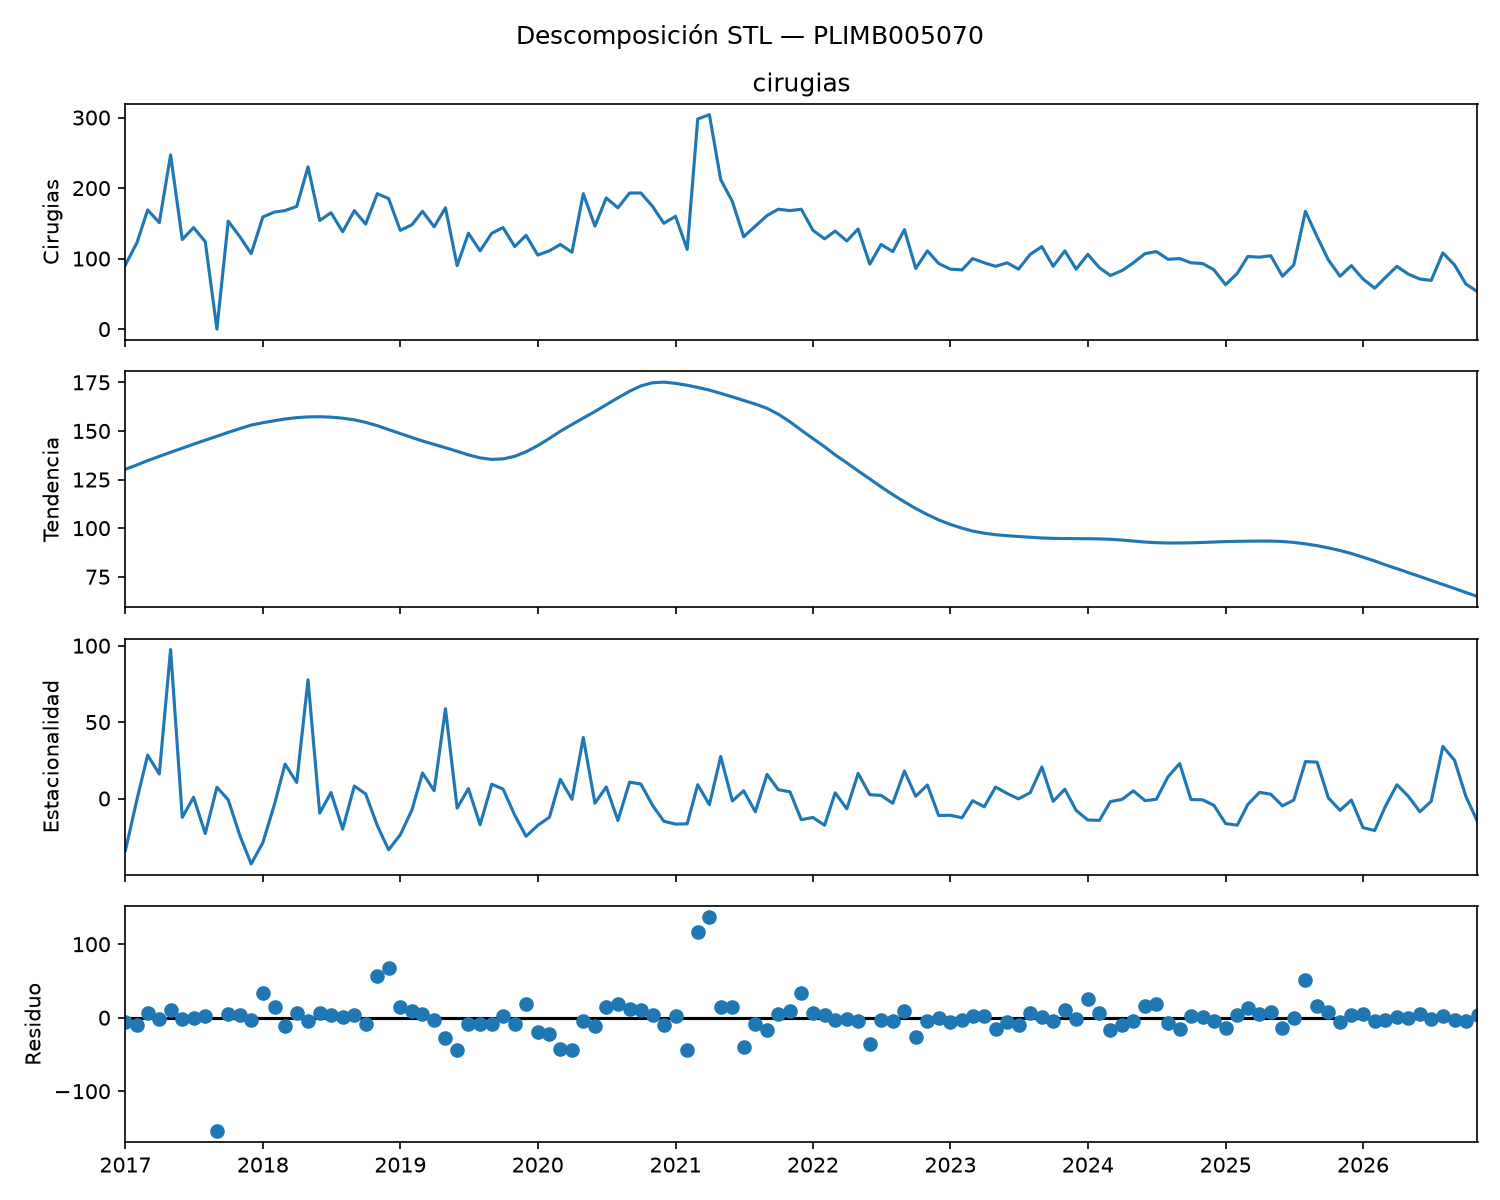 Descomposición STL — PLIMB005070
cirugias
300
200
100
0
Cirugias
175
150
125
100
75
Tendencia
100
50
0
Estacionalidad
100
0
−100
Residuo
2017 2018 2019 2020 2021 2022 2023 2024 2025 2026